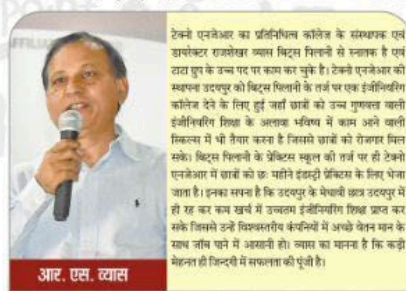 टेक्नो एनजेआर का प्रतिनिधित्व कॉलेज के संस्थापक एवं
डायरेक्टर राजशेखर व्यास बिट्स पिलानी से स्नातक है एवं
टाटा ग्रुप के उच्च पद पर काम कर चुके है। टेक्नो एनजेआर की
स्थापना उदयपुर को बिट्स पिलानी के तर्ज पर एक इंजीनियरिंग
कॉलेज देने के लिए हुई जहाँ छात्रों को उच्च गुणवत्ता वाली
इंजीनियरिंग शिक्षा के अलावा भविष्य में काम आने वाली
स्किल्स में भी तैयार करना है जिससे छात्रों को रोजगार मिल
सके। बिट्स पिलानी के प्रेक्टिस स्कूल की तर्ज पर ही टेक्नो
एनजेआर में छात्रों को छः महीने इंडस्ट्री प्रेक्टिस के लिए भेजा
जाता है। इनका सपना है कि उदयपुर के मेधावी छात्र उदयपुर में
ही रह कर कम खर्च में उच्चतम इंजीनियरिंग शिक्षा प्राप्त कर
सके जिससे उन्हें विश्वस्तरीय कंपनियों में अच्छे वेतन मान के
साथ जॉब पाने में आसानी हो। व्यास का मानना है कि कड़ी
मेहनत ही जिन्दगी में सफलता की पूंजी है।
आर. एस. व्यास